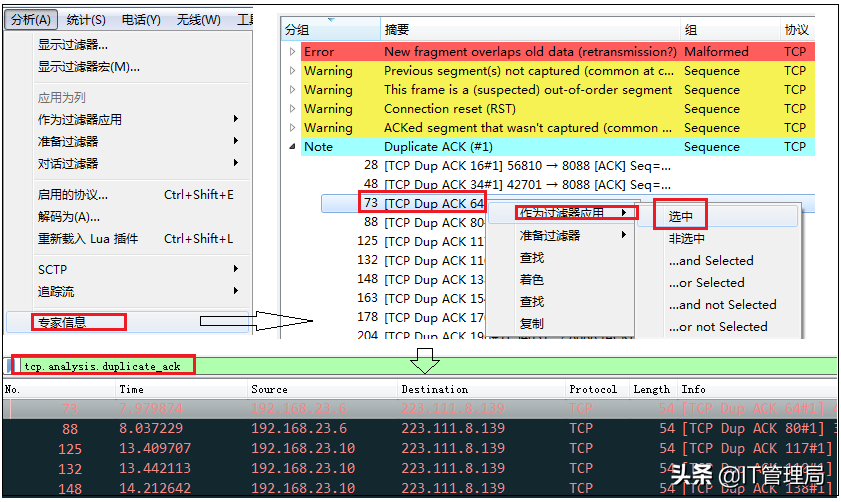 分析(A) 统计(S) 电话(Y) 无线(W) 工具
显示过滤器...
显示过滤器宏(M)...
应用为列
作为过滤器应用
准备过滤器
对话过滤器
启用的协议... Ctrl+Shift+E
解码为(A)...
重新载入 Lua 插件 Ctrl+Shift+L
SCTP
追踪流
专家信息
分组 摘要 组 协议
Error New fragment overlaps old data (retransmission?) Malformed TCP
Warning Previous segment(s) not captured (common at c... Sequence TCP
Warning This frame is a (suspected) out-of-order segment Sequence TCP
Warning Connection reset (RST) Sequence TCP
Warning ACKed segment that wasn't captured (common ... Sequence TCP
Note Duplicate ACK (#1) Sequence TCP
28 [TCP Dup ACK 16#1] 56810 → 8088 [ACK] Seq=...
48 [TCP Dup ACK 34#1] 42701 → 8088 [ACK] Seq=...
73 [TCP Dup ACK 64
88 [TCP Dup ACK 80
125 [TCP Dup ACK 11
132 [TCP Dup ACK 11
148 [TCP Dup ACK 13
163 [TCP Dup ACK 154
178 [TCP Dup ACK 170
204 [TCP Dup ACK 190
作为过滤器应用
准备过滤器
查找
着色
查找
复制
选中
非选中
...and Selected
...or Selected
...and not Selected
...or not Selected
tcp.analysis.duplicate_ack
No. Time Source Destination Protocol Length Info
73 7.979874 192.168.23.6 223.111.8.139 TCP 54 [TCP Dup ACK 64#1]
88 8.037229 192.168.23.6 223.111.8.139 TCP 54 [TCP Dup ACK 80#1]
125 13.409707 192.168.23.10 223.111.8.139 TCP 54 [TCP Dup ACK 117#1]
132 13.442113 192.168.23.10 223.111.8.139 TCP 54 [TCP Dup ACK
148 14.212642 192.168.23.10 223.111.8.139 TCP 54 [TCP Dup ACK 138#1]
头条 @IT管理局